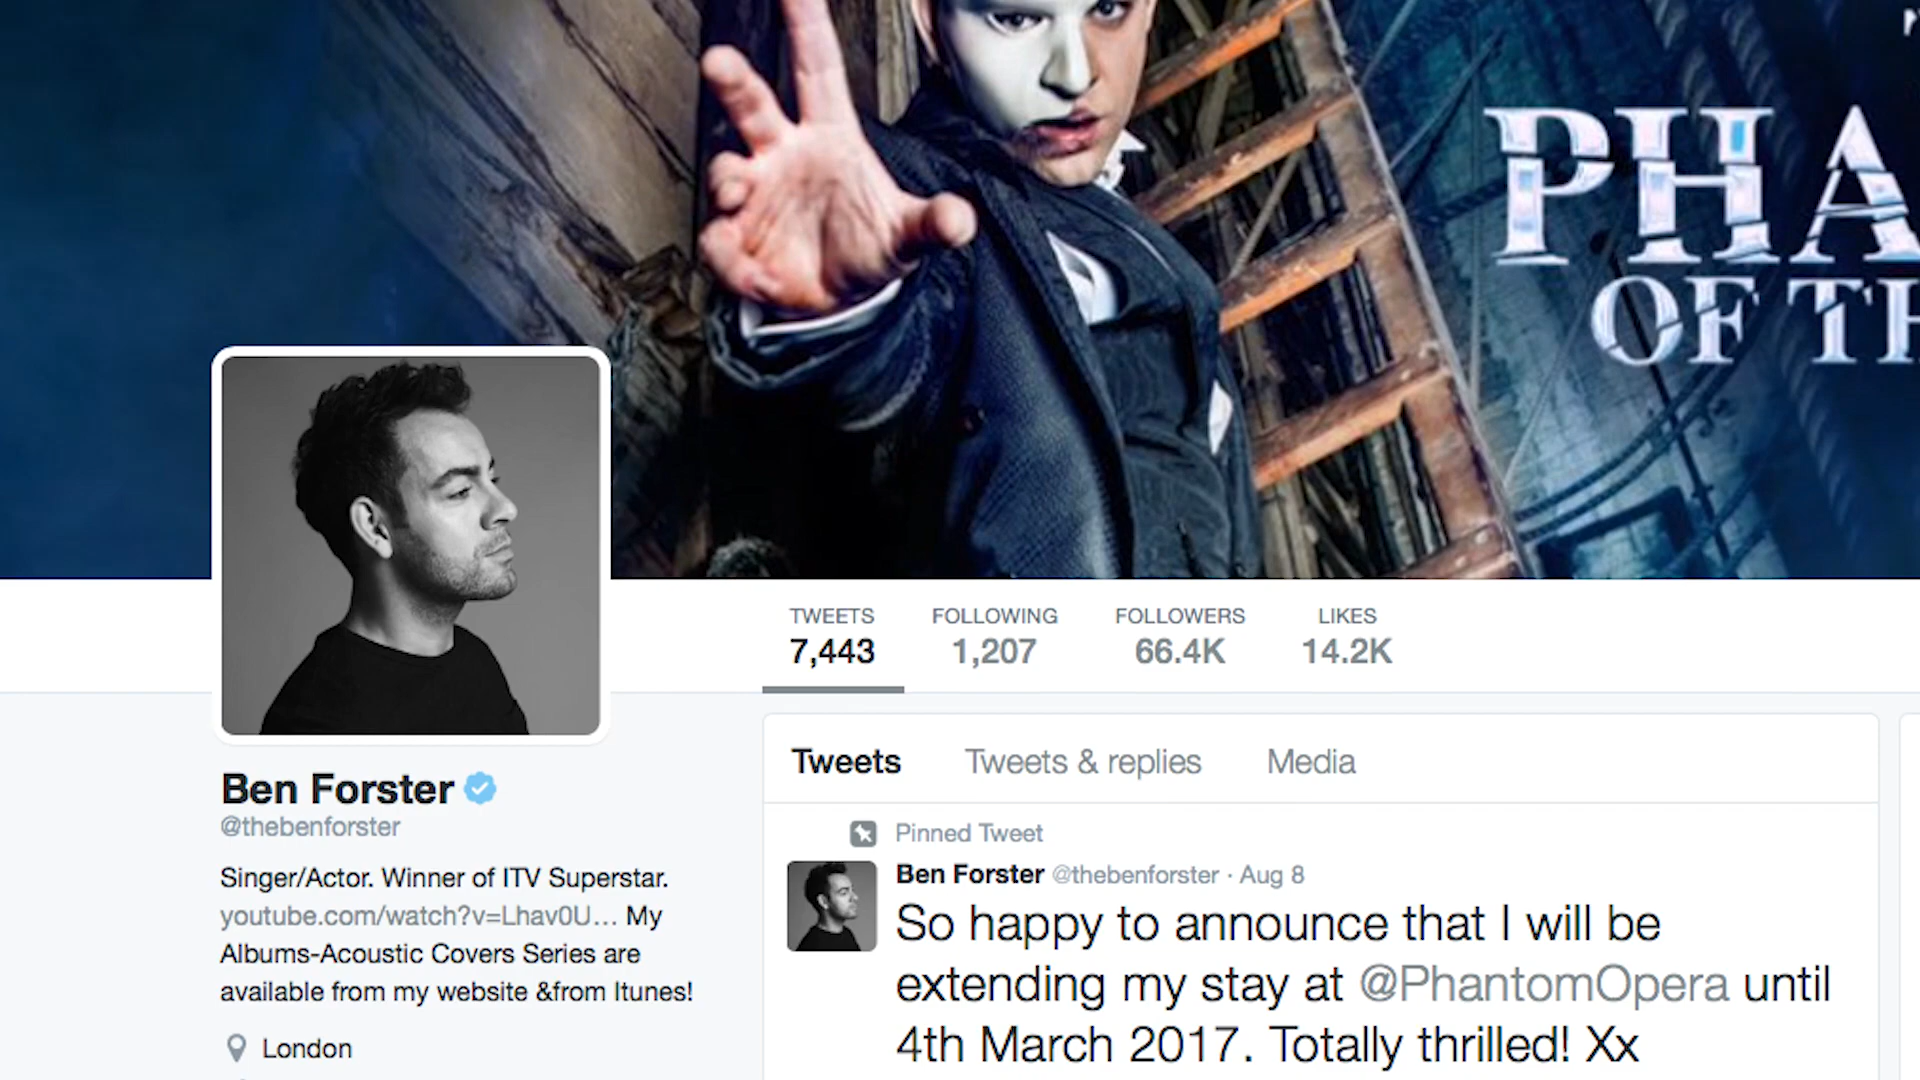 PHA
OF TH
TWEETS FOLLOWING FOLLOWERS LIKES
7,443 1,207 66.4K 14.2K
Ben Forster
@thebenforster
Singer/Actor. Winner of ITV Superstar.
youtube.com/watch?v=Lhav0U... My
Albums-Acoustic Covers Series are
available from my website &from Itunes!
London
Tweets Tweets & replies Media
Pinned Tweet
Ben Forster @thebenforster · Aug 8
So happy to announce that I will be
extending my stay at @PhantomOpera until
4th March 2017. Totally thrilled! Xx